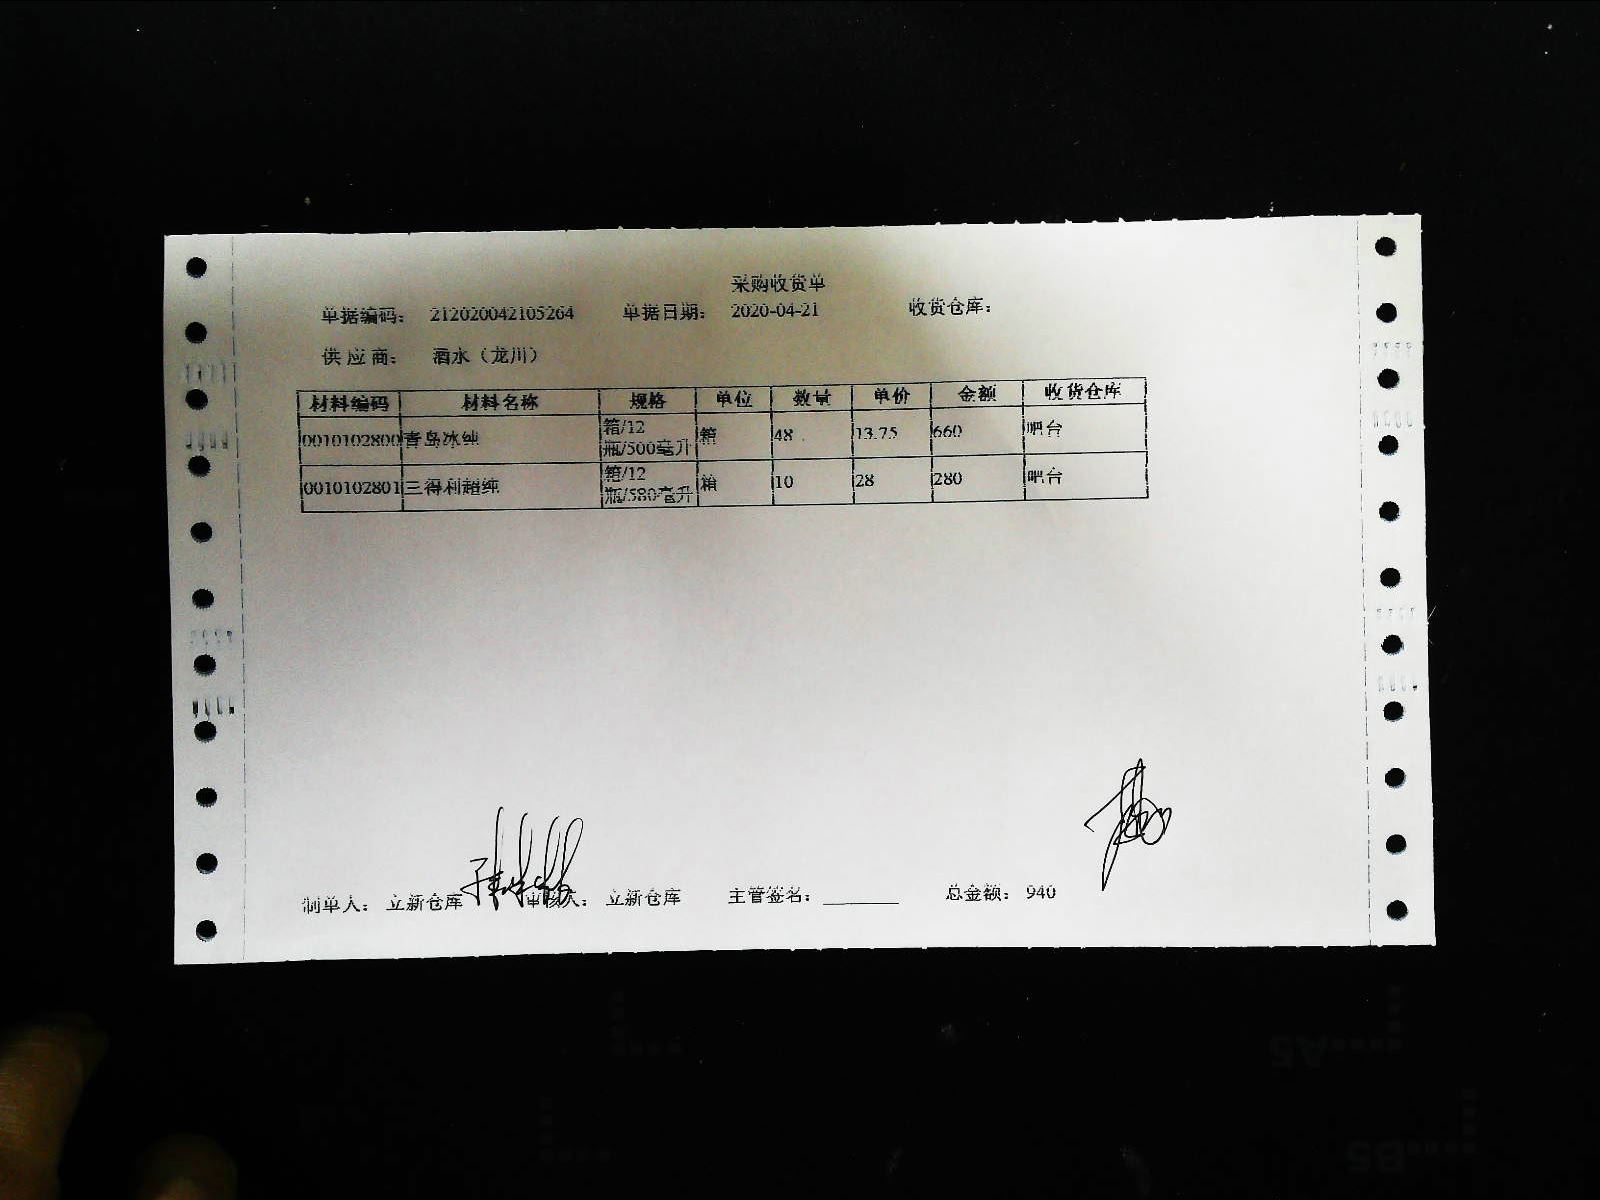 采购收货单
单据编码： 212020042105264 单据日期： 2020-04-21 收货仓库：
供 应 商： 酒水（龙川）
材料编码 材料名称 规格 单位 数量 单价 金额 收货仓库
0010102800 青岛冰纯 箱/12瓶/500毫升 箱 48 13.75 660 吧台
0010102801 三得利超纯 箱/12瓶/580毫升 箱 10 28 280 吧台
制单人： 立新仓库 审核人： 立新仓库 主管签名：________ 总金额： 940